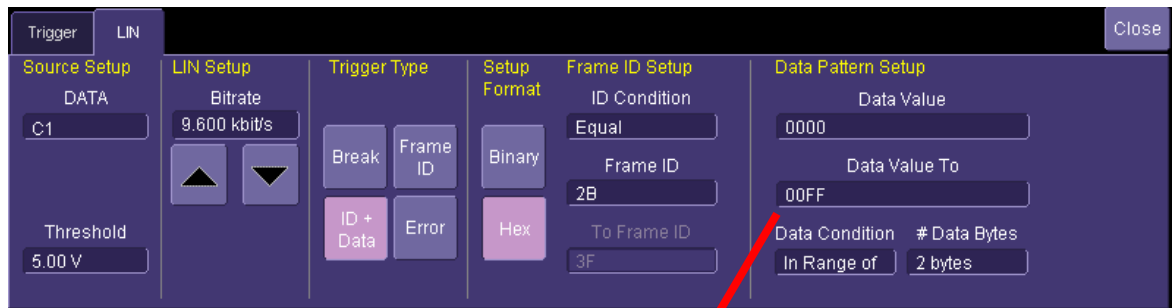 Trigger
LIN
Close
Source Setup
DATA
C1
Threshold
5.00 V
LIN Setup
Bitrate
9.600 kbit/s
Trigger Type
Break
Frame
ID
ID +
Data
Error
Setup
Format
Binary
Hex
Frame ID Setup
ID Condition
Equal
Frame ID
2B
To Frame ID
3F
Data Pattern Setup
Data Value
0000
Data Value To
00FF
Data Condition
In Range of
# Data Bytes
2 bytes